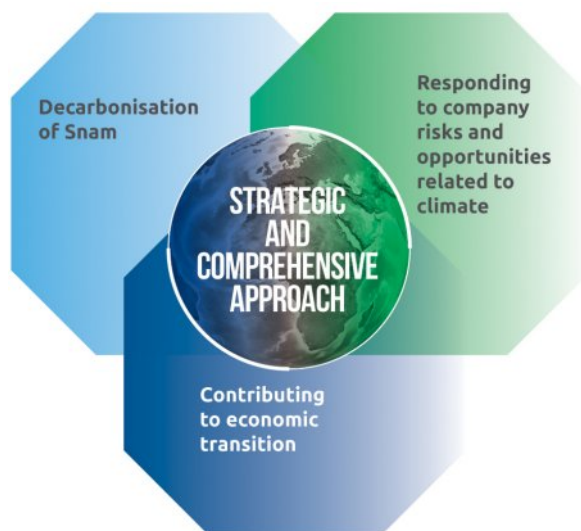 Decarbonisation
of Snam
Responding
to company
risks and
opportunities
related to
climate
STRATEGIC
AND
COMPREHENSIVE
APPROACH
Contributing
to economic
transition